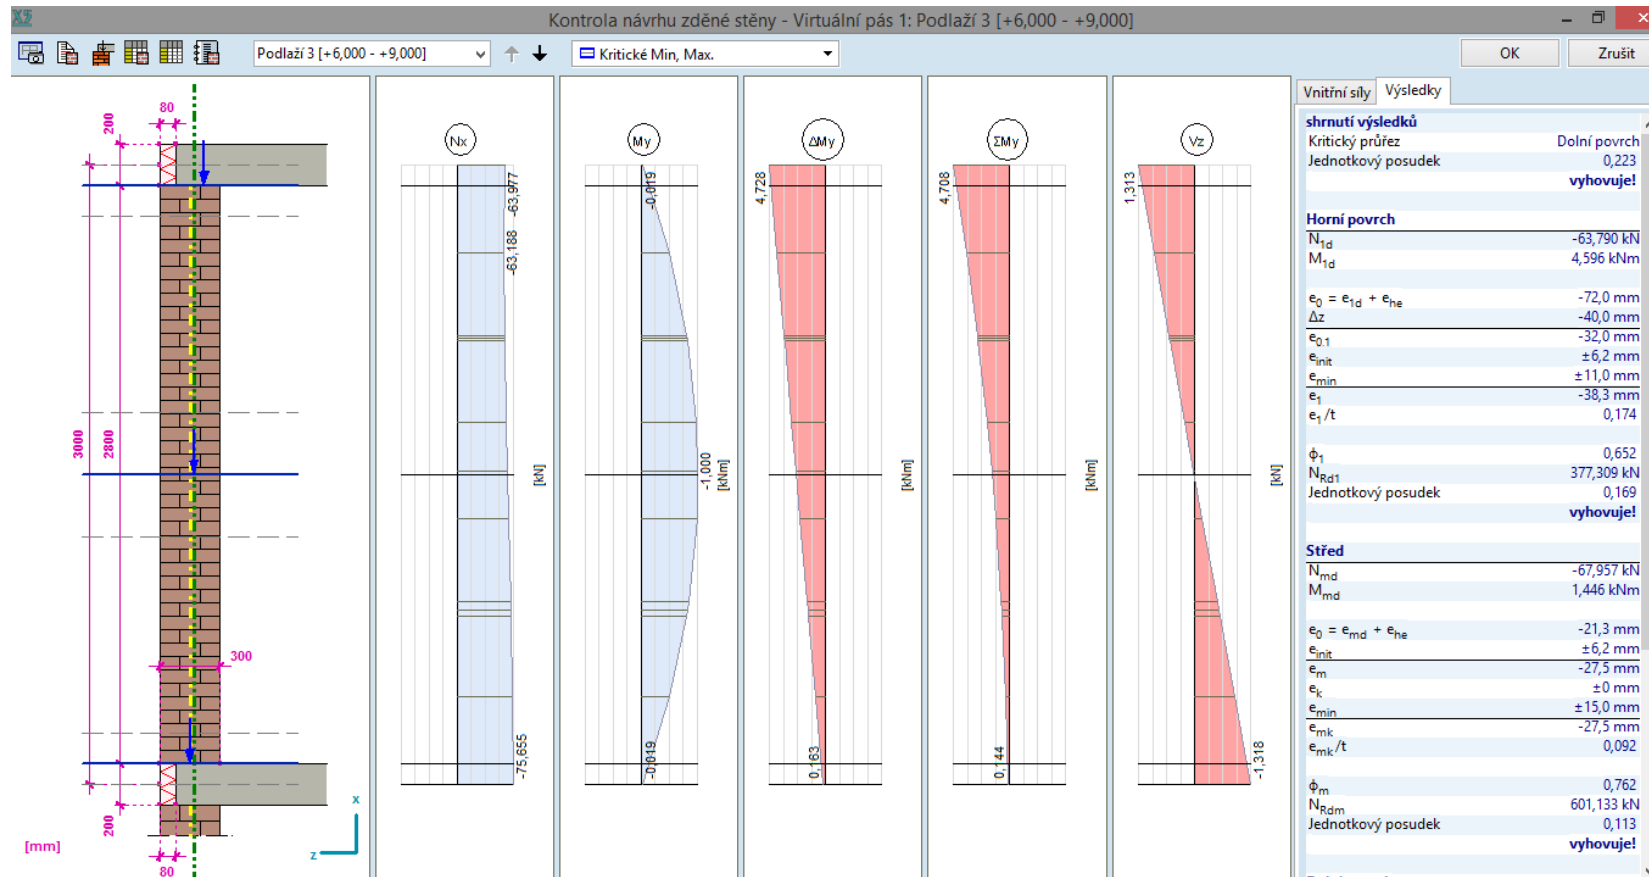 Kontrola návrhu zděné stěny - Virtuální pás 1: Podlaží 3 [+6,000 - +9,000]
Podlaží 3 [+6,000 - +9,000]
Kritické Min, Max.
OK
Zrušit
80
200
3000
2800
300
200
80
[mm]
x
z
Nx
-63,977
-63,188
[kN]
-75,655
My
-0,019
-1,000
[kNm]
-0,019
ΔMy
4,728
[kNm]
0,163
ΣMy
4,708
[kNm]
0,144
Vz
1,313
[kN]
-1,318
Vnitřní síly
Výsledky
shrnutí výsledků
Kritický průřez Dolní povrch
Jednotkový posudek 0,223
vyhovuje!
Horní povrch
N1d -63,790 kN
M1d 4,596 kNm
e0 = e1d + ehe -72,0 mm
Δz -40,0 mm
e0.1 -32,0 mm
einit ±6,2 mm
emin ±11,0 mm
e1 -38,3 mm
e1/t 0,174
ϕ1 0,652
NRd1 377,309 kN
Jednotkový posudek 0,169
vyhovuje!
Střed
Nmd -67,957 kN
Mmd 1,446 kNm
e0 = emd + ehe -21,3 mm
einit ±6,2 mm
em -27,5 mm
ek ±0 mm
emin ±15,0 mm
emk -27,5 mm
emk/t 0,092
ϕm 0,762
NRdm 601,133 kN
Jednotkový posudek 0,113
vyhovuje!